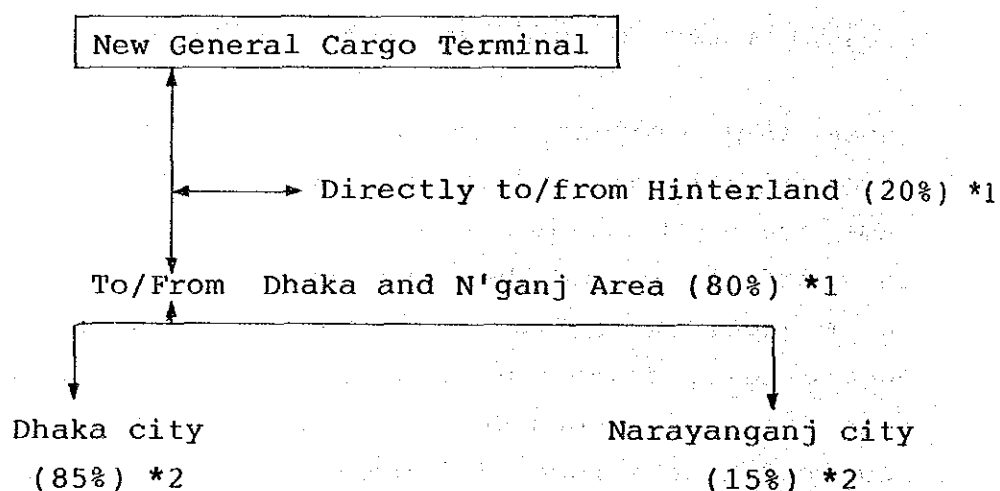 New General Cargo Terminal
Directly to/from Hinterland (20%) *1
To/From Dhaka and N'ganj Area (80%) *1
Dhaka city Narayanganj city
(85%) *2 (15%) *2